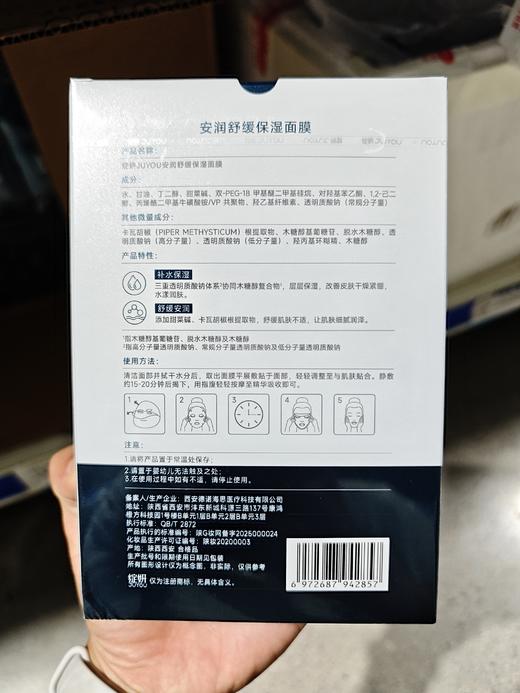 安润舒缓保湿面膜
产品名称:
绽妍JUYOU安润舒缓保湿面膜
成分:
水、甘油、丁二醇、甜菜碱、双-PEG-18 甲基醚二甲基硅烷、对羟基苯乙酮、1,2-己二
醇、丙烯酰二甲基牛磺酸铵/VP 共聚物、羟乙基纤维素、透明质酸钠（常规分子量）
其他微量成分:
卡瓦胡椒（PIPER METHYSTICUM）根提取物、木糖醇基葡糖苷、脱水木糖醇、透
明质酸钠（高分子量）、透明质酸钠（低分子量）、羟丙基环糊精、木糖醇
产品特性:
补水保湿
三重透明质酸钠体系²协同木糖醇复合物¹，层层保湿，改善皮肤干燥紧绷，
水漾润肤。
舒缓安润
添加甜菜碱、卡瓦胡椒根提取物，舒缓肌肤不适，让肌肤细腻润泽。
¹指木糖醇基葡糖苷、脱水木糖醇及木糖醇
²指高分子量透明质酸钠、常规分子量透明质酸钠及低分子量透明质酸钠
使用方法:
清洁面部并拭干水分后，取出面膜平展敷贴于面部，轻轻调整至与肌肤贴合。静敷
约15-20分钟后揭下，用指腹轻轻按摩至精华吸收即可。
1 2 3 4 5
注意:
1.请将产品置于常温处保存;
2.请置于婴幼儿无法触及之处;
3.在使用过程中如有不适，请停止使用。
备案人/生产企业: 西安德诺海思医疗科技有限公司
地址: 陕西省西安市沣东新城科源三路137号康鸿
橙方科技园1号楼B单元1层B单元2层B单元3层
执行标准: QB/T 2872
产品执行的标准编号: 陕G妆网备字2025000024
化妆品生产许可证编号: 陕妆20200003
产地: 陕西西安 合格品
生产批号和限期使用日期见包装
所有图形设计仅为概念图，非实际，仅供参考
绽妍 JUYOU 仅为注册商标，无具体含义。
6 972687 942857